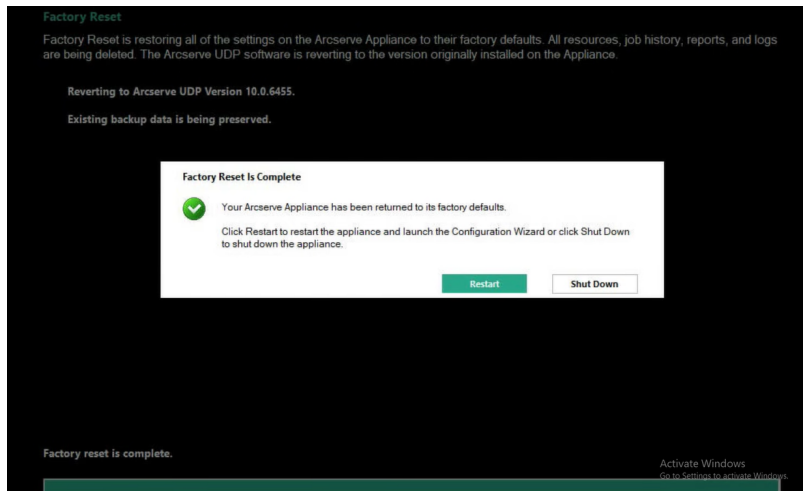 Factory Reset
Factory Reset is restoring all of the settings on the Arcserve Appliance to their factory defaults. All resources, job history, reports, and logs
are being deleted. The Arcserve UDP software is reverting to the version originally installed on the Appliance.
Reverting to Arcserve UDP Version 10.0.6455.
Existing backup data is being preserved.
Factory Reset Is Complete
Your Arcserve Appliance has been returned to its factory defaults.
Click Restart to restart the appliance and launch the Configuration Wizard or click Shut Down
to shut down the appliance.
Restart
Shut Down
Factory reset is complete.
Activate Windows
Go to Settings to activate Windows.